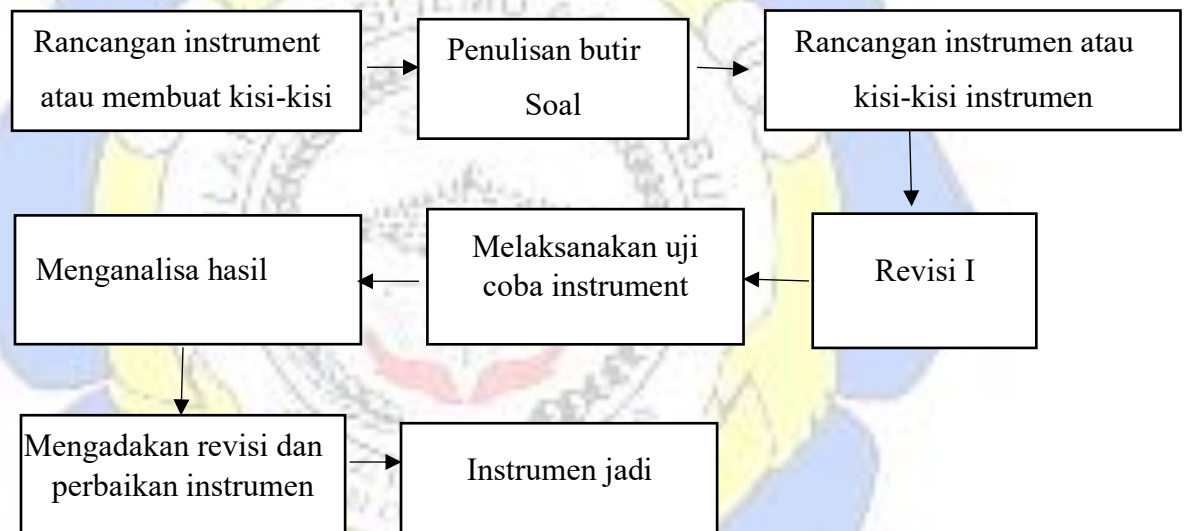 Rancangan instrument
atau membuat kisi-kisi
Penulisan butir
Soal
Rancangan instrumen atau
kisi-kisi instrumen
Revisi I
Melaksanakan uji
coba instrument
Menganalisa hasil
Mengadakan revisi dan
perbaikan instrumen
Instrumen jadi